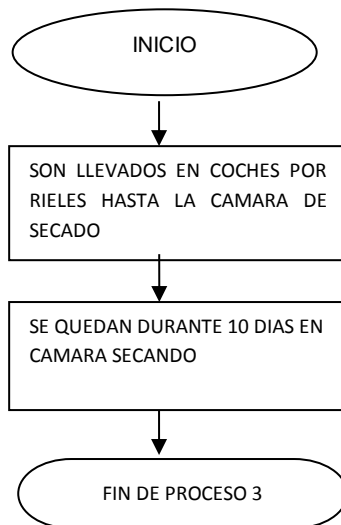 INICIO
SON LLEVADOS EN COCHES POR
RIELES HASTA LA CAMARA DE
SECADO
SE QUEDAN DURANTE 10 DIAS EN
CAMARA SECANDO
FIN DE PROCESO 3